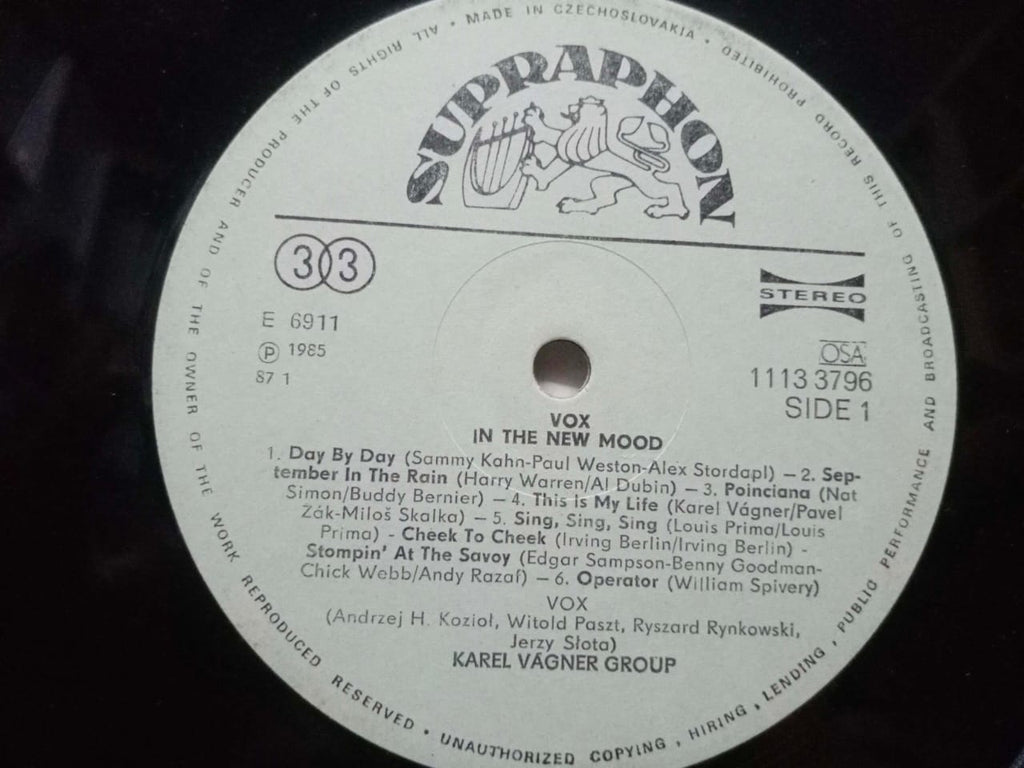 MADE IN CZECHOSLOVAKIA • ALL RIGHTS OF THE PRODUCER AND OF THE OWNER OF THE WORK REPRODUCED RESERVED • UNAUTHORIZED COPYING, HIRING, LENDING, PUBLIC PERFORMANCE AND BROADCASTING OF THIS RECORD PROHIBITED •
SUPRAPHON
33
STEREO
E 6911
Ⓟ 1985
87 1
OSA
1113 3796
SIDE 1
VOX
IN THE NEW MOOD
1. Day By Day (Sammy Kahn-Paul Weston-Alex Stordapl) – 2. Sep-
tember In The Rain (Harry Warren/Al Dubin) – 3. Poinciana (Nat
Simon/Buddy Bernier) – 4. This is My Life (Karel Vágner/Pavel
Žák-Miloš Skalka) – 5. Sing, Sing, Sing (Louis Prima/Louis
Prima) - Cheek To Cheek (Irving Berlin/Irving Berlin) -
Stompin' At The Savoy (Edgar Sampson-Benny Goodman-
Chick Webb/Andy Razaf) – 6. Operator (William Spivery)
VOX
(Andrzej H. Kozioł, Witold Paszt, Ryszard Rynkowski,
Jerzy Słota)
KAREL VÁGNER GROUP